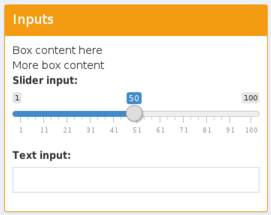 Inputs
Box content here
More box content
Slider input:
1 50 100
1 11 21 31 41 51 61 71 81 91 100
Text input: